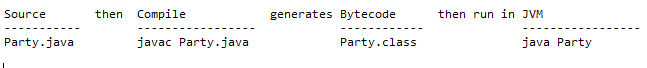 Source then Compile generates Bytecode then run in JVM
----------- ----------------- ------------ -----------------
Party.java javac Party.java Party.class java Party